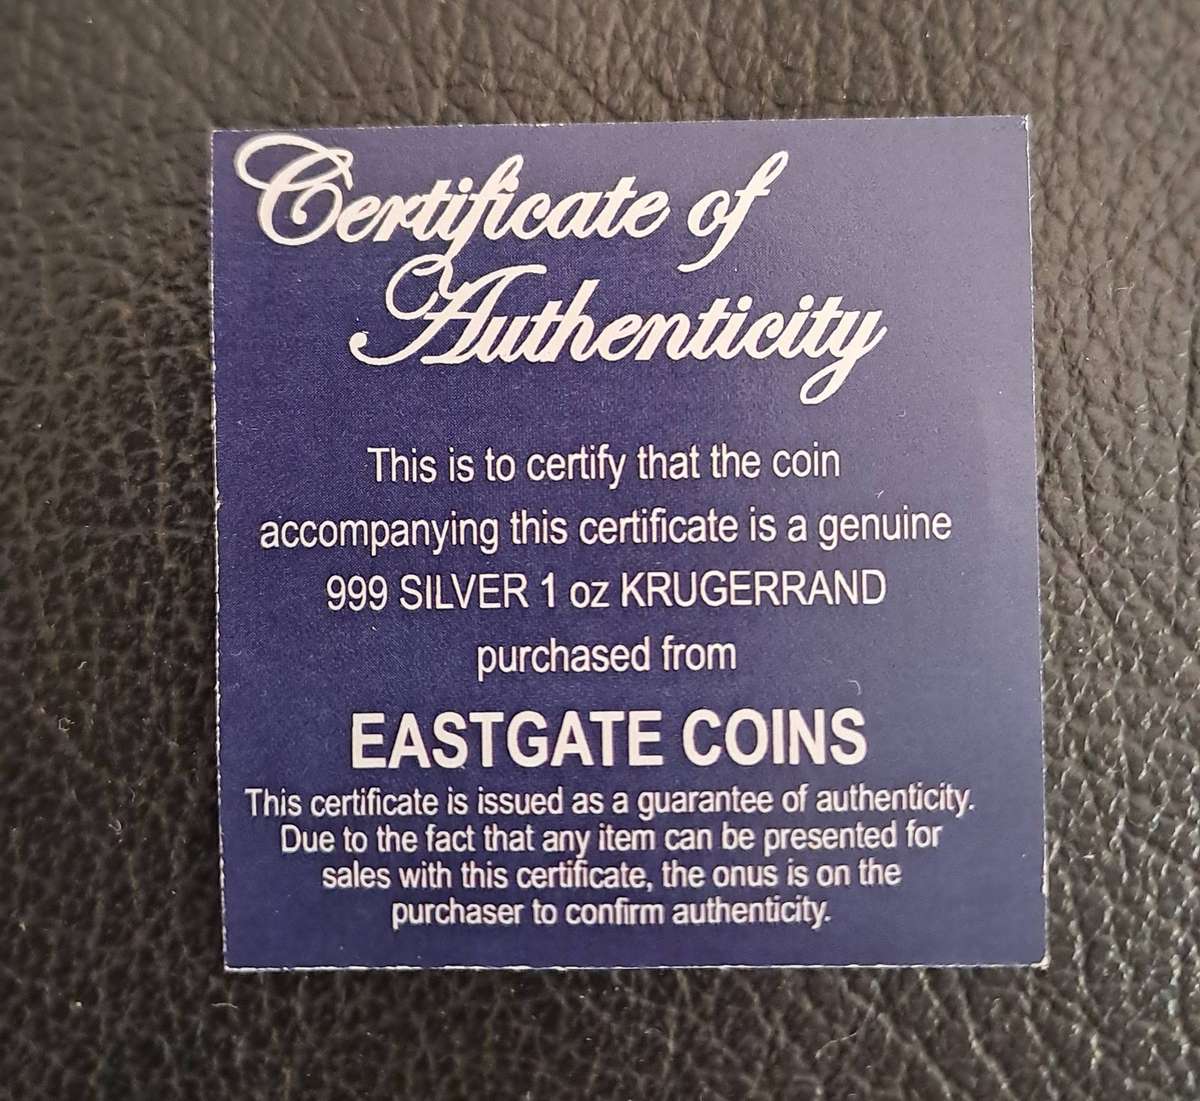 Certificate of
Authenticity
This is to certify that the coin
accompanying this certificate is a genuine
999 SILVER 1 oz KRUGERRAND
purchased from
EASTGATE COINS
This certificate is issued as a guarantee of authenticity.
Due to the fact that any item can be presented for
sales with this certificate, the onus is on the
purchaser to confirm authenticity.